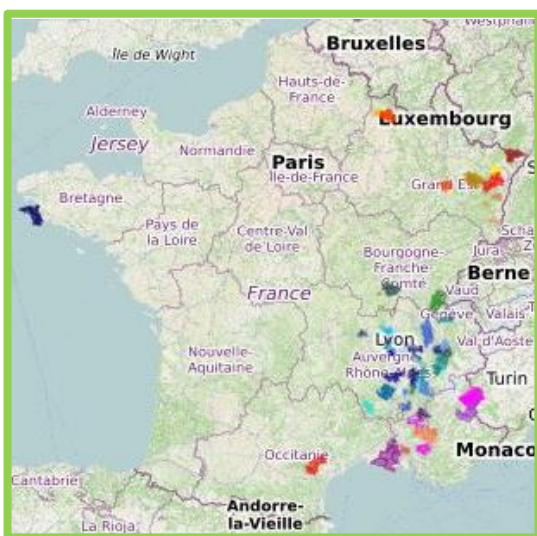 Westphal
Bruxelles
Île de Wight
Hauts-de-
France
Alderney
Luxembourg
Jersey
Normandie
Paris
Île-de-France
Grand Es
Bretagne
Pays de
la Loire
Centre-Val
de Loire
Scha
Bourgogne-
Franche
Comté
Jura
Z
Berne
France
Vaud
Genève
Valais
Lyon
Val d'Aoste
Nouvelle-
Aquitaine
Auvergne
Rhône-Alpes
Turin
Occitanie
Monaco
Cantabrie
Andorre-
la-Vieille
La Rioja